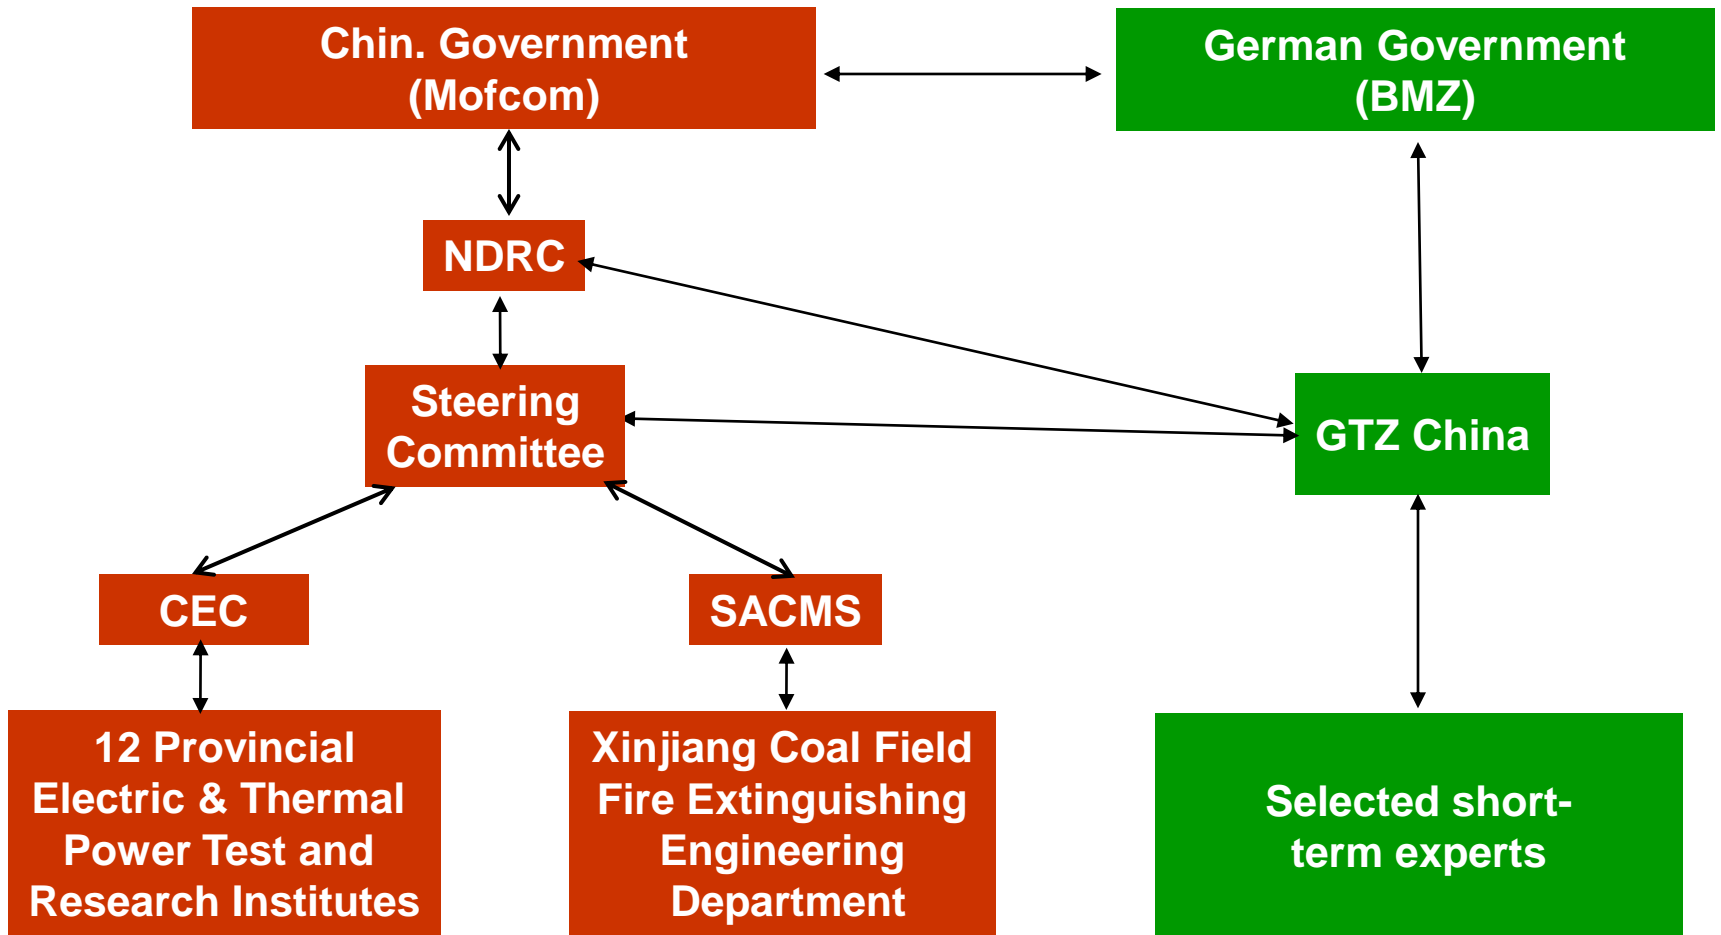 Chin. Government
(Mofcom)
German Government
(BMZ)
NDRC
Steering
Committee
GTZ China
CEC
SACMS
12 Provincial
Electric & Thermal
Power Test and
Research Institutes
Xinjiang Coal Field
Fire Extinguishing
Engineering
Department
Selected short-
term experts